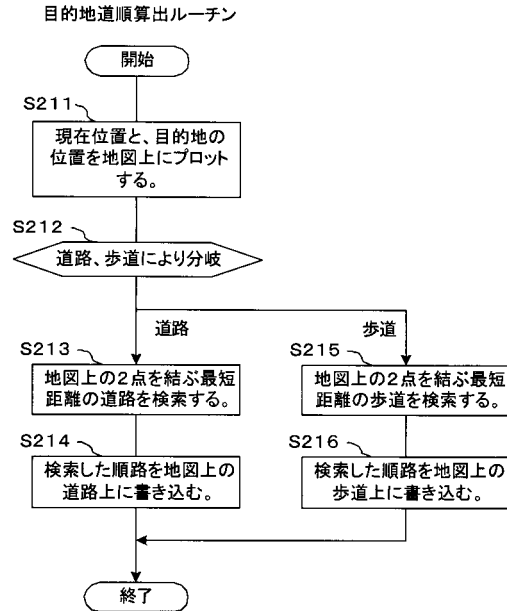 目的地道順算出ルーチン
開始
S211
現在位置と、目的地の
位置を地図上にプロット
する。
S212
道路、歩道により分岐
道路
歩道
S213
地図上の2点を結ぶ最短
距離の道路を検索する。
S214
検索した順路を地図上の
道路上に書き込む。
S215
地図上の2点を結ぶ最短
距離の歩道を検索する。
S216
検索した順路を地図上の
歩道上に書き込む。
終了